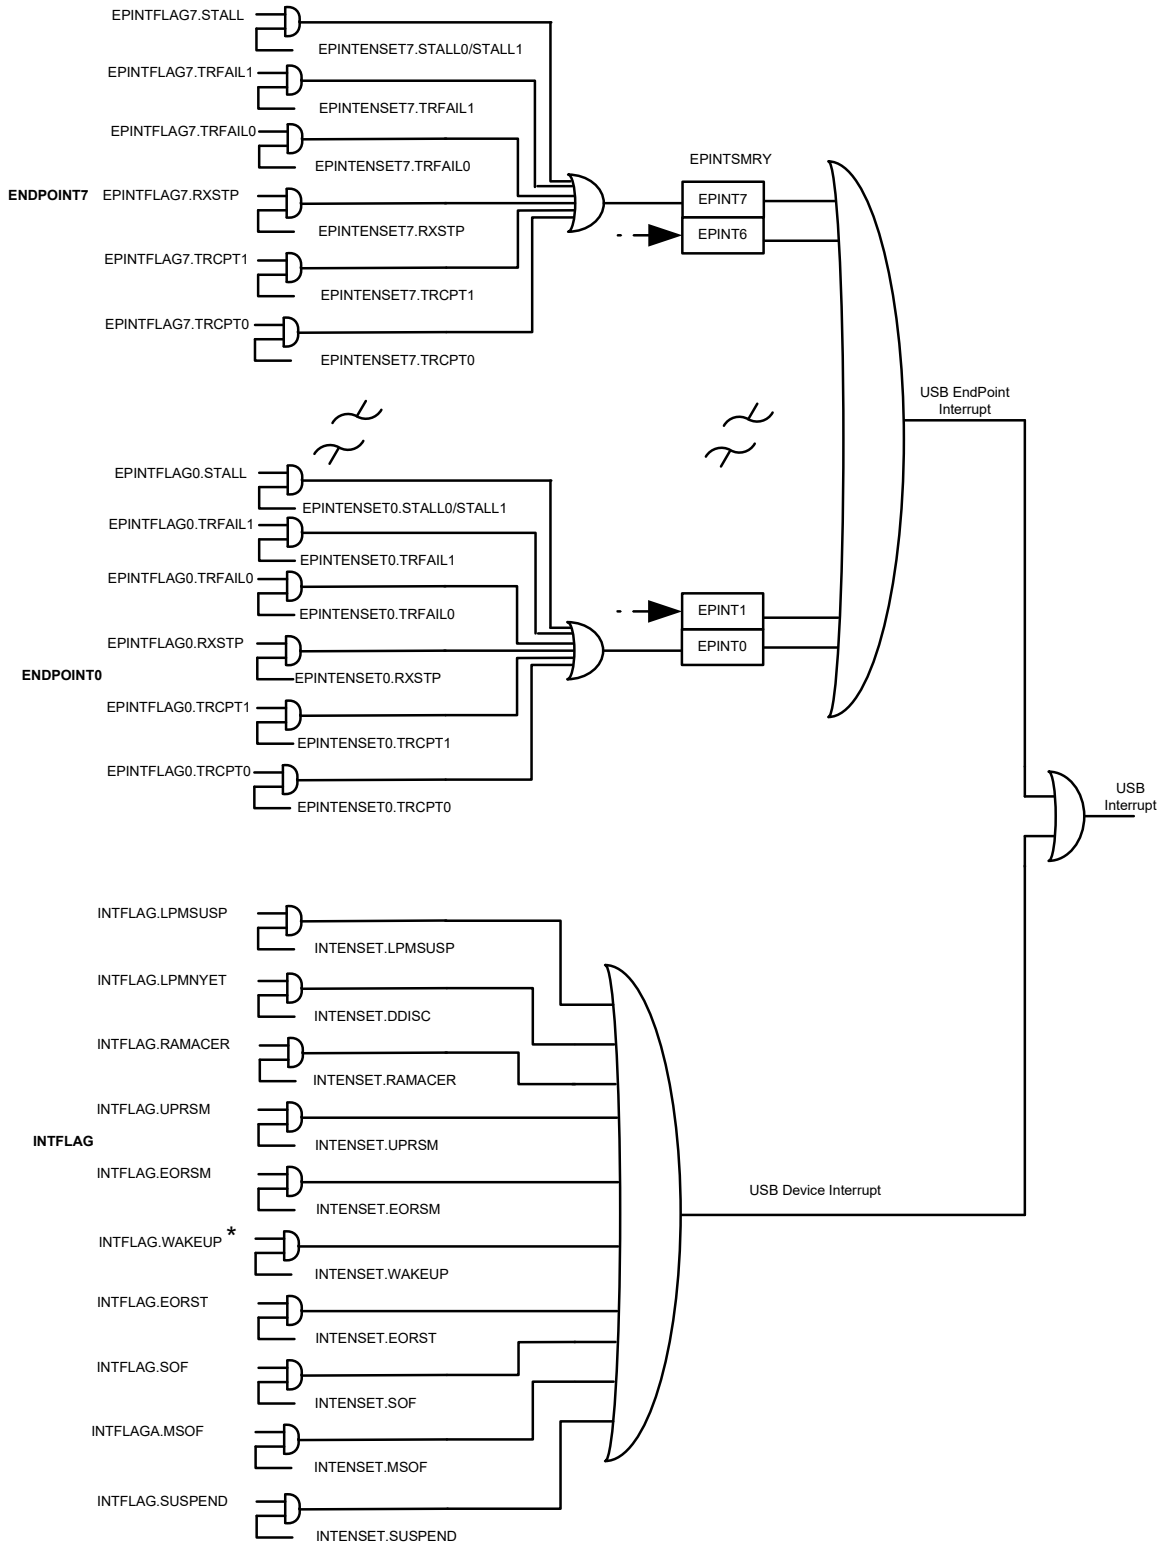 EPINTFLAG7.STALL
EPINTENSET7.STALL0/STALL1
EPINTFLAG7.TRFAIL1
EPINTENSET7.TRFAIL1
EPINTFLAG7.TRFAIL0
EPINTENSET7.TRFAIL0
ENDPOINT7
EPINTFLAG7.RXSTP
EPINTENSET7.RXSTP
EPINTFLAG7.TRCPT1
EPINTENSET7.TRCPT1
EPINTFLAG7.TRCPT0
EPINTENSET7.TRCPT0
EPINTSMRY
EPINT7
EPINT6
USB EndPoint
Interrupt
EPINTFLAG0.STALL
EPINTENSET0.STALL0/STALL1
EPINTFLAG0.TRFAIL1
EPINTENSET0.TRFAIL1
EPINTFLAG0.TRFAIL0
EPINTENSET0.TRFAIL0
EPINTFLAG0.RXSTP
ENDPOINT0
EPINTENSET0.RXSTP
EPINTFLAG0.TRCPT1
EPINTENSET0.TRCPT1
EPINTFLAG0.TRCPT0
EPINTENSET0.TRCPT0
EPINT1
EPINT0
USB
Interrupt
INTFLAG.LPMSUSP
INTENSET.LPMSUSP
INTFLAG.LPMNYET
INTENSET.DDISC
INTFLAG.RAMACER
INTENSET.RAMACER
INTFLAG.UPRSM
INTFLAG
INTENSET.UPRSM
INTFLAG.EORSM
INTENSET.EORSM
INTFLAG.WAKEUP *
INTENSET.WAKEUP
INTFLAG.EORST
INTENSET.EORST
INTFLAG.SOF
INTENSET.SOF
INTFLAGA.MSOF
INTENSET.MSOF
INTFLAG.SUSPEND
INTENSET.SUSPEND
USB Device Interrupt